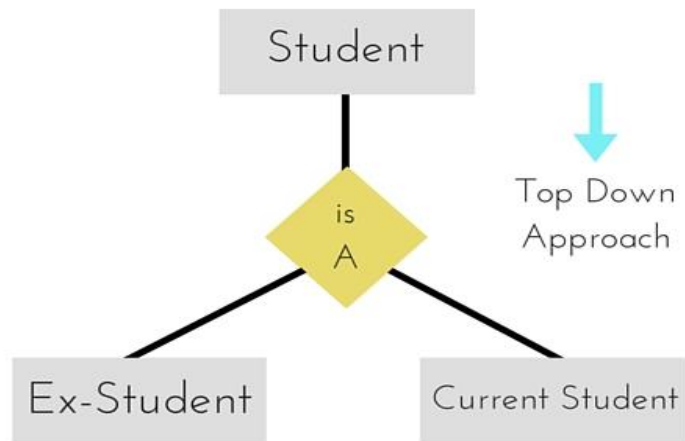 Student
is
A
Top Down
Approach
Ex-Student
Current Student